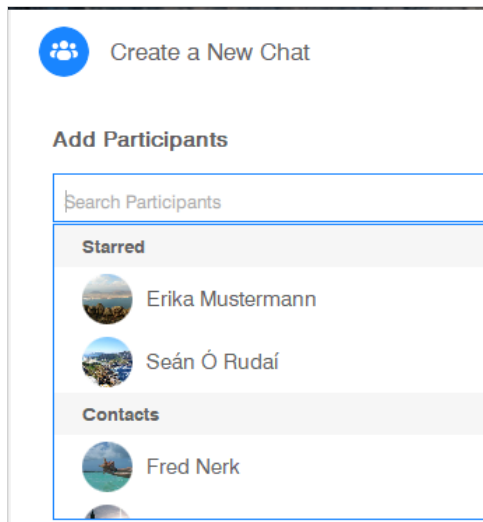 Create a New Chat
Add Participants
Search Participants
Starred
Erika Mustermann
Seán Ó Rudaí
Contacts
Fred Nerk